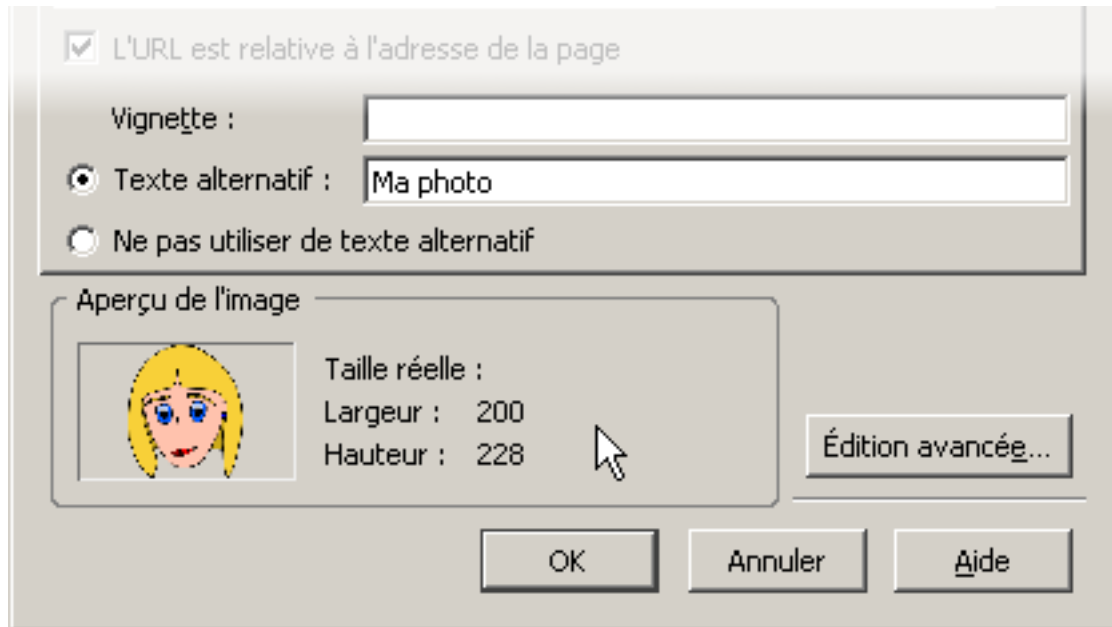 L'URL est relative à l'adresse de la page
Vignette :
Texte alternatif : Ma photo
Ne pas utiliser de texte alternatif
Aperçu de l'image
Taille réelle :
Largeur : 200
Hauteur : 228
Édition avancée...
OK Annuler Aide